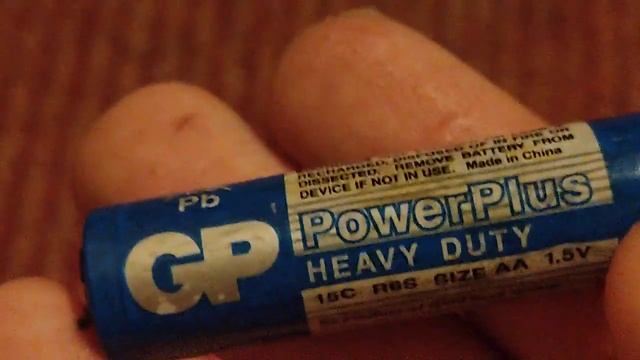 RECHARGED, DISPOSED OF IN FIRE OR
DISSECTED. REMOVE BATTERY FROM
DEVICE IF NOT IN USE. Made in China
Pb
GP
PowerPlus
HEAVY DUTY
15C R6S SIZE AA 1.5V